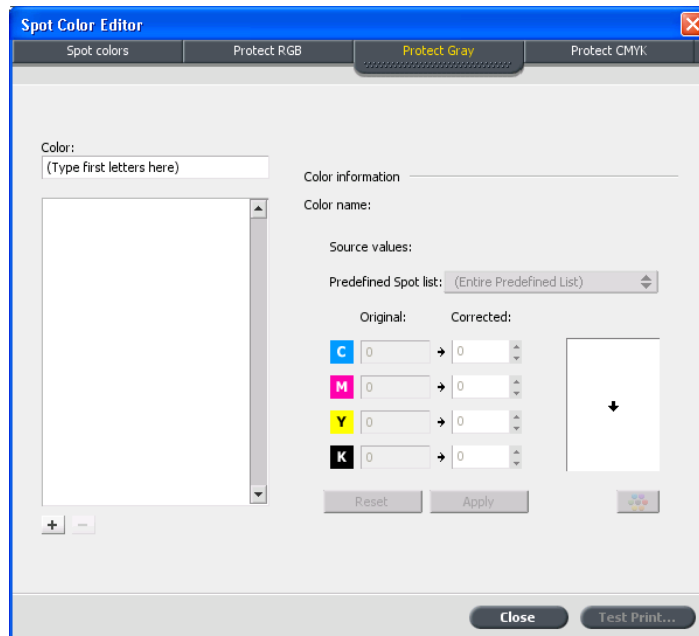 Spot Color Editor
Spot colors Protect RGB Protect Gray Protect CMYK
Color:
(Type first letters here)
Color information
Color name:
Source values:
Predefined Spot list: (Entire Predefined List)
Original: Corrected:
C 0 0
M 0 0
Y 0 0
K 0 0
Reset Apply
Close Test Print...